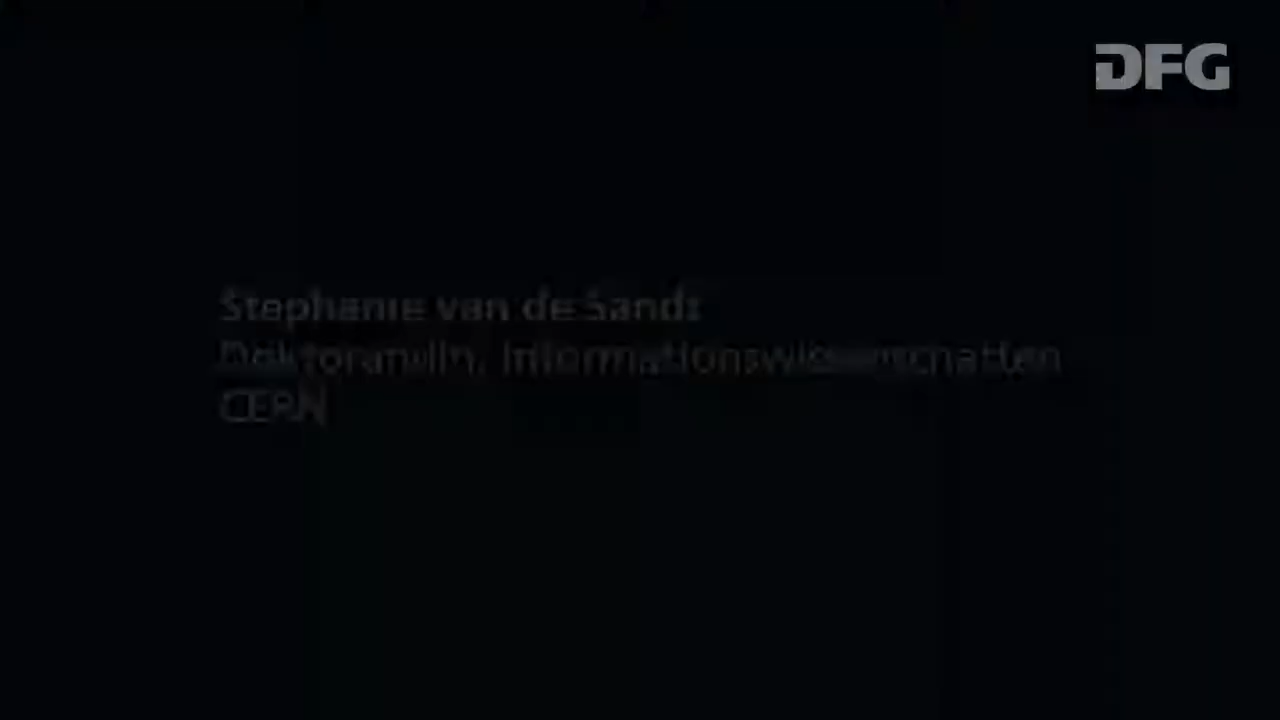 DFG
Stephanie van de Sandt
Doktorandin, Informationswissenschaften
CERN